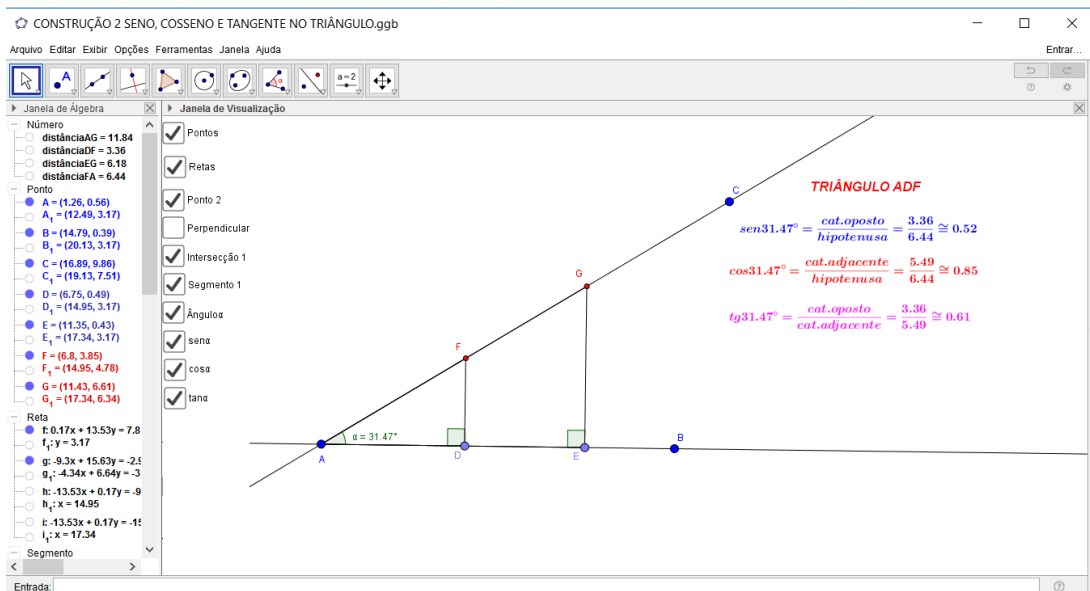 CONSTRUÇÃO 2 SENO, COSSENO E TANGENTE NO TRIÂNGULO.ggb
Arquivo Editar Exibir Opções Ferramentas Janela Ajuda
Entrar...
A
a=2
Janela de Álgebra
Janela de Visualização
Número
distânciaAG = 11.84
distânciaDF = 3.36
distânciaEG = 6.18
distânciaFA = 6.44
Ponto
A = (1.26, 0.56)
A₁ = (12.49, 3.17)
B = (14.79, 0.39)
B₁ = (20.13, 3.17)
C = (16.89, 9.86)
C₁ = (19.13, 7.51)
D = (6.75, 0.49)
D₁ = (14.95, 3.17)
E = (11.35, 0.43)
E₁ = (17.34, 3.17)
F = (6.8, 3.85)
F₁ = (14.95, 4.78)
G = (11.43, 6.61)
G₁ = (17.34, 6.34)
Reta
f: 0.17x + 13.53y = 7.8
f₁: y = 3.17
g: -9.3x + 15.63y = -2.9
g₁: -4.34x + 6.64y = -3
h: -13.53x + 0.17y = -9
h₁: x = 14.95
i: -13.53x + 0.17y = -15
i₁: x = 17.34
Segmento
Pontos
Retas
Ponto 2
Perpendicular
Intersecção 1
Segmento 1
Ânguloα
senα
cosα
tanα
C
G
F
α = 31.47°
A
D
E
B
TRIÂNGULO ADF
sen31.47° = cat.oposto/hipotenusa = 3.36/6.44 ≅ 0.52
cos31.47° = cat.adjacente/hipotenusa = 5.49/6.44 ≅ 0.85
tg31.47° = cat.oposto/cat.adjacente = 3.36/5.49 ≅ 0.61
Entrada: